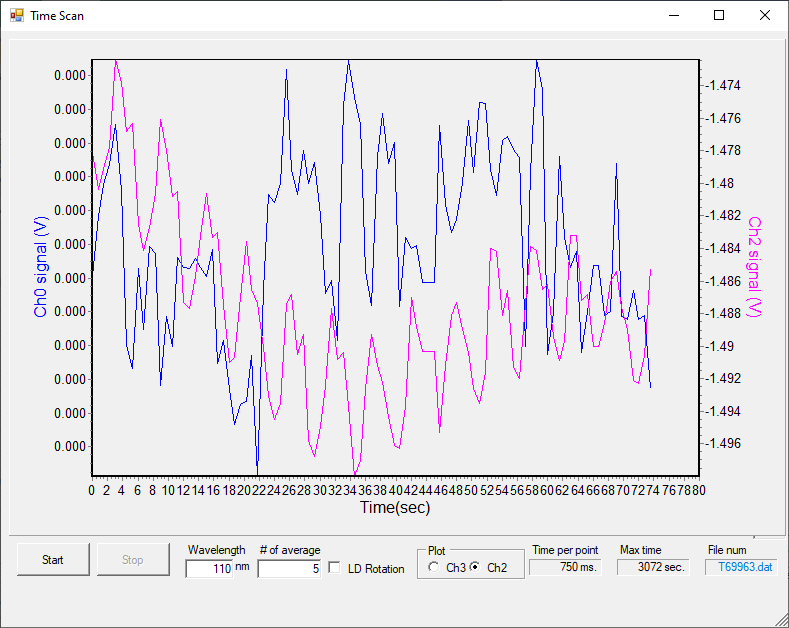 Time Scan
0.000
0.000
0.000
0.000
0.000
0.000
0.000
0.000
0.000
0.000
0.000
0.000
Ch0 signal (V)
-1.474
-1.476
-1.478
-1.48
-1.482
-1.484
-1.486
-1.488
-1.49
-1.492
-1.494
-1.496
Ch2 signal (V)
0 2 4 6 8 10 12 14 16 18 20 22 24 26 28 30 32 34 36 38 40 42 44 46 48 50 52 54 56 58 60 62 64 66 68 70 72 74 76 78 80
Time(sec)
Start
Stop
Wavelength
110 nm
# of average
5
LD Rotation
Plot
Ch3 Ch2
Time per point
750 ms.
Max time
3072 sec.
File num
T69963.dat